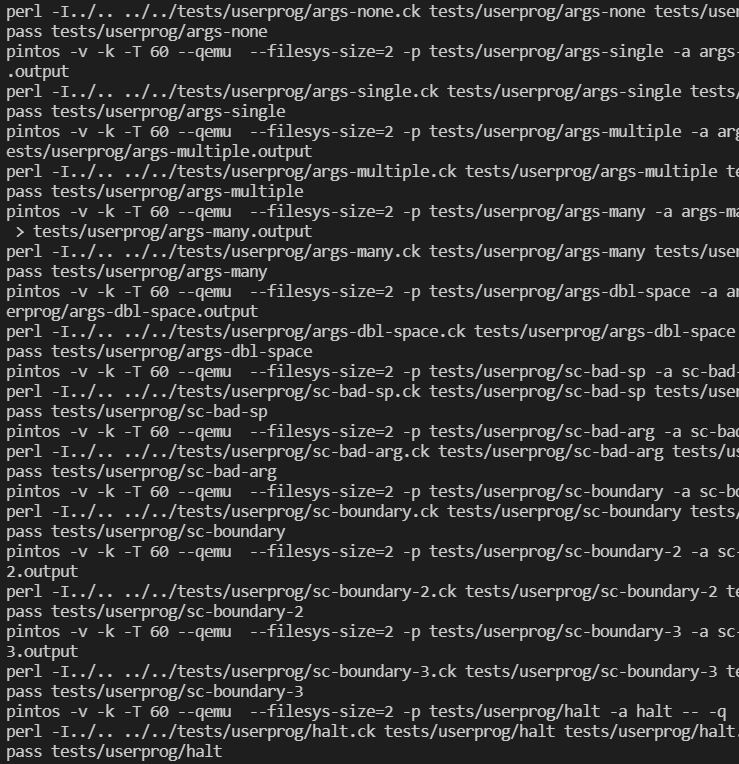 perl -I../.. ../../tests/userprog/args-none.ck tests/userprog/args-none tests/user
pass tests/userprog/args-none
pintos -v -k -T 60 --qemu  --filesys-size=2 -p tests/userprog/args-single -a args-
.output
perl -I../.. ../../tests/userprog/args-single.ck tests/userprog/args-single tests/
pass tests/userprog/args-single
pintos -v -k -T 60 --qemu  --filesys-size=2 -p tests/userprog/args-multiple -a arg
ests/userprog/args-multiple.output
perl -I../.. ../../tests/userprog/args-multiple.ck tests/userprog/args-multiple te
pass tests/userprog/args-multiple
pintos -v -k -T 60 --qemu  --filesys-size=2 -p tests/userprog/args-many -a args-ma
 > tests/userprog/args-many.output
perl -I../.. ../../tests/userprog/args-many.ck tests/userprog/args-many tests/user
pass tests/userprog/args-many
pintos -v -k -T 60 --qemu  --filesys-size=2 -p tests/userprog/args-dbl-space -a ar
erprog/args-dbl-space.output
perl -I../.. ../../tests/userprog/args-dbl-space.ck tests/userprog/args-dbl-space
pass tests/userprog/args-dbl-space
pintos -v -k -T 60 --qemu  --filesys-size=2 -p tests/userprog/sc-bad-sp -a sc-bad-
perl -I../.. ../../tests/userprog/sc-bad-sp.ck tests/userprog/sc-bad-sp tests/user
pass tests/userprog/sc-bad-sp
pintos -v -k -T 60 --qemu  --filesys-size=2 -p tests/userprog/sc-bad-arg -a sc-bad
perl -I../.. ../../tests/userprog/sc-bad-arg.ck tests/userprog/sc-bad-arg tests/us
pass tests/userprog/sc-bad-arg
pintos -v -k -T 60 --qemu  --filesys-size=2 -p tests/userprog/sc-boundary -a sc-bo
perl -I../.. ../../tests/userprog/sc-boundary.ck tests/userprog/sc-boundary tests/
pass tests/userprog/sc-boundary
pintos -v -k -T 60 --qemu  --filesys-size=2 -p tests/userprog/sc-boundary-2 -a sc-
2.output
perl -I../.. ../../tests/userprog/sc-boundary-2.ck tests/userprog/sc-boundary-2 te
pass tests/userprog/sc-boundary-2
pintos -v -k -T 60 --qemu  --filesys-size=2 -p tests/userprog/sc-boundary-3 -a sc-
3.output
perl -I../.. ../../tests/userprog/sc-boundary-3.ck tests/userprog/sc-boundary-3 te
pass tests/userprog/sc-boundary-3
pintos -v -k -T 60 --qemu  --filesys-size=2 -p tests/userprog/halt -a halt -- -q
perl -I../.. ../../tests/userprog/halt.ck tests/userprog/halt tests/userprog/halt.
pass tests/userprog/halt